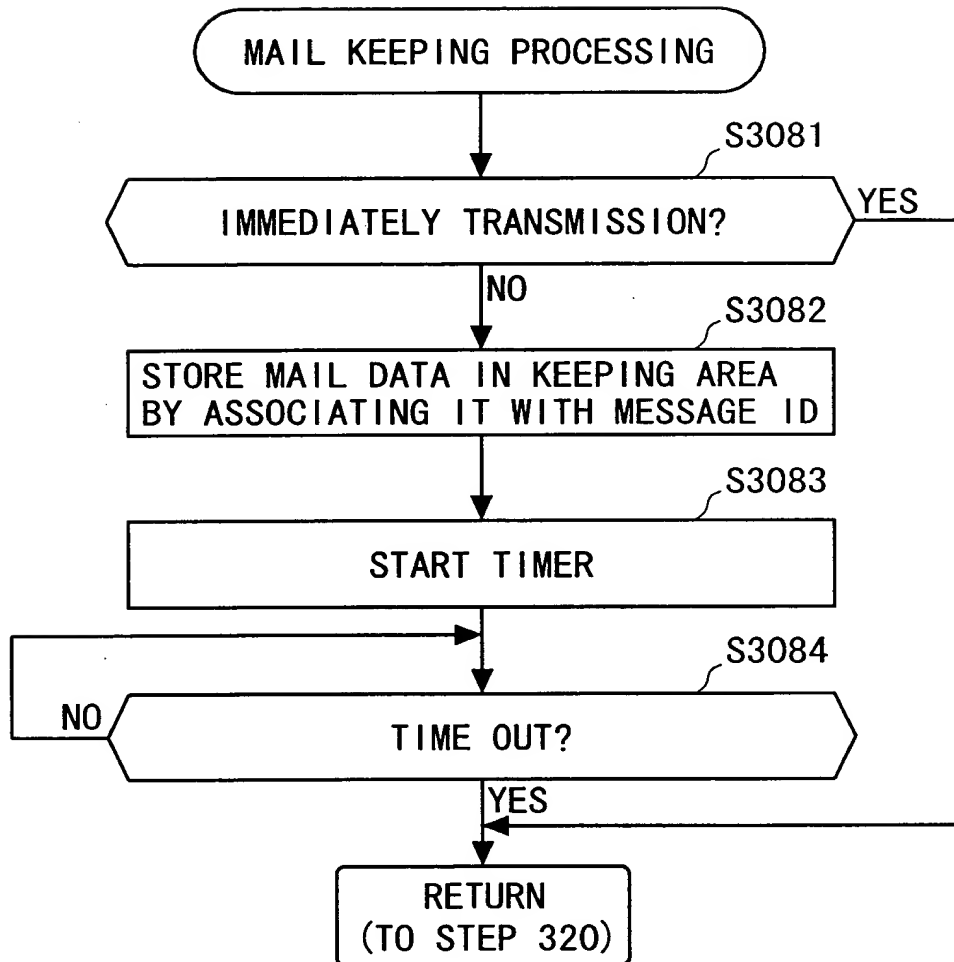 MAIL KEEPING PROCESSING
S3081
IMMEDIATELY TRANSMISSION?
YES
NO
S3082
STORE MAIL DATA IN KEEPING AREA
BY ASSOCIATING IT WITH MESSAGE ID
S3083
START TIMER
S3084
NO
TIME OUT?
YES
RETURN
(TO STEP 320)